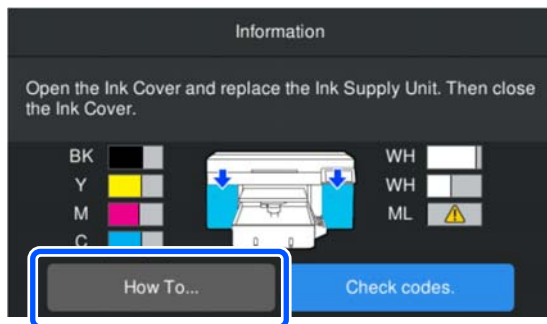 Information
Open the Ink Cover and replace the Ink Supply Unit. Then close
the Ink Cover.
BK
WH
Y
WH
M
ML
C
How To...
Check codes.